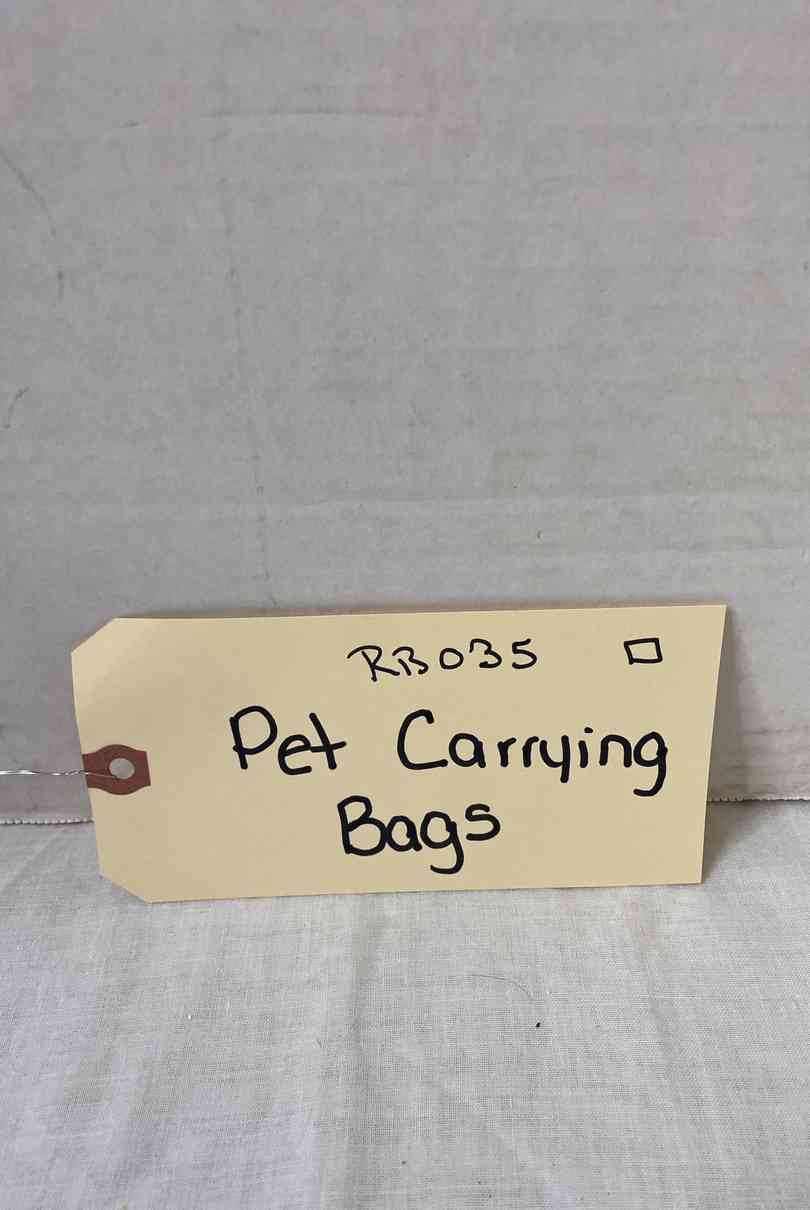 RB035 □
Pet Carrying
Bags